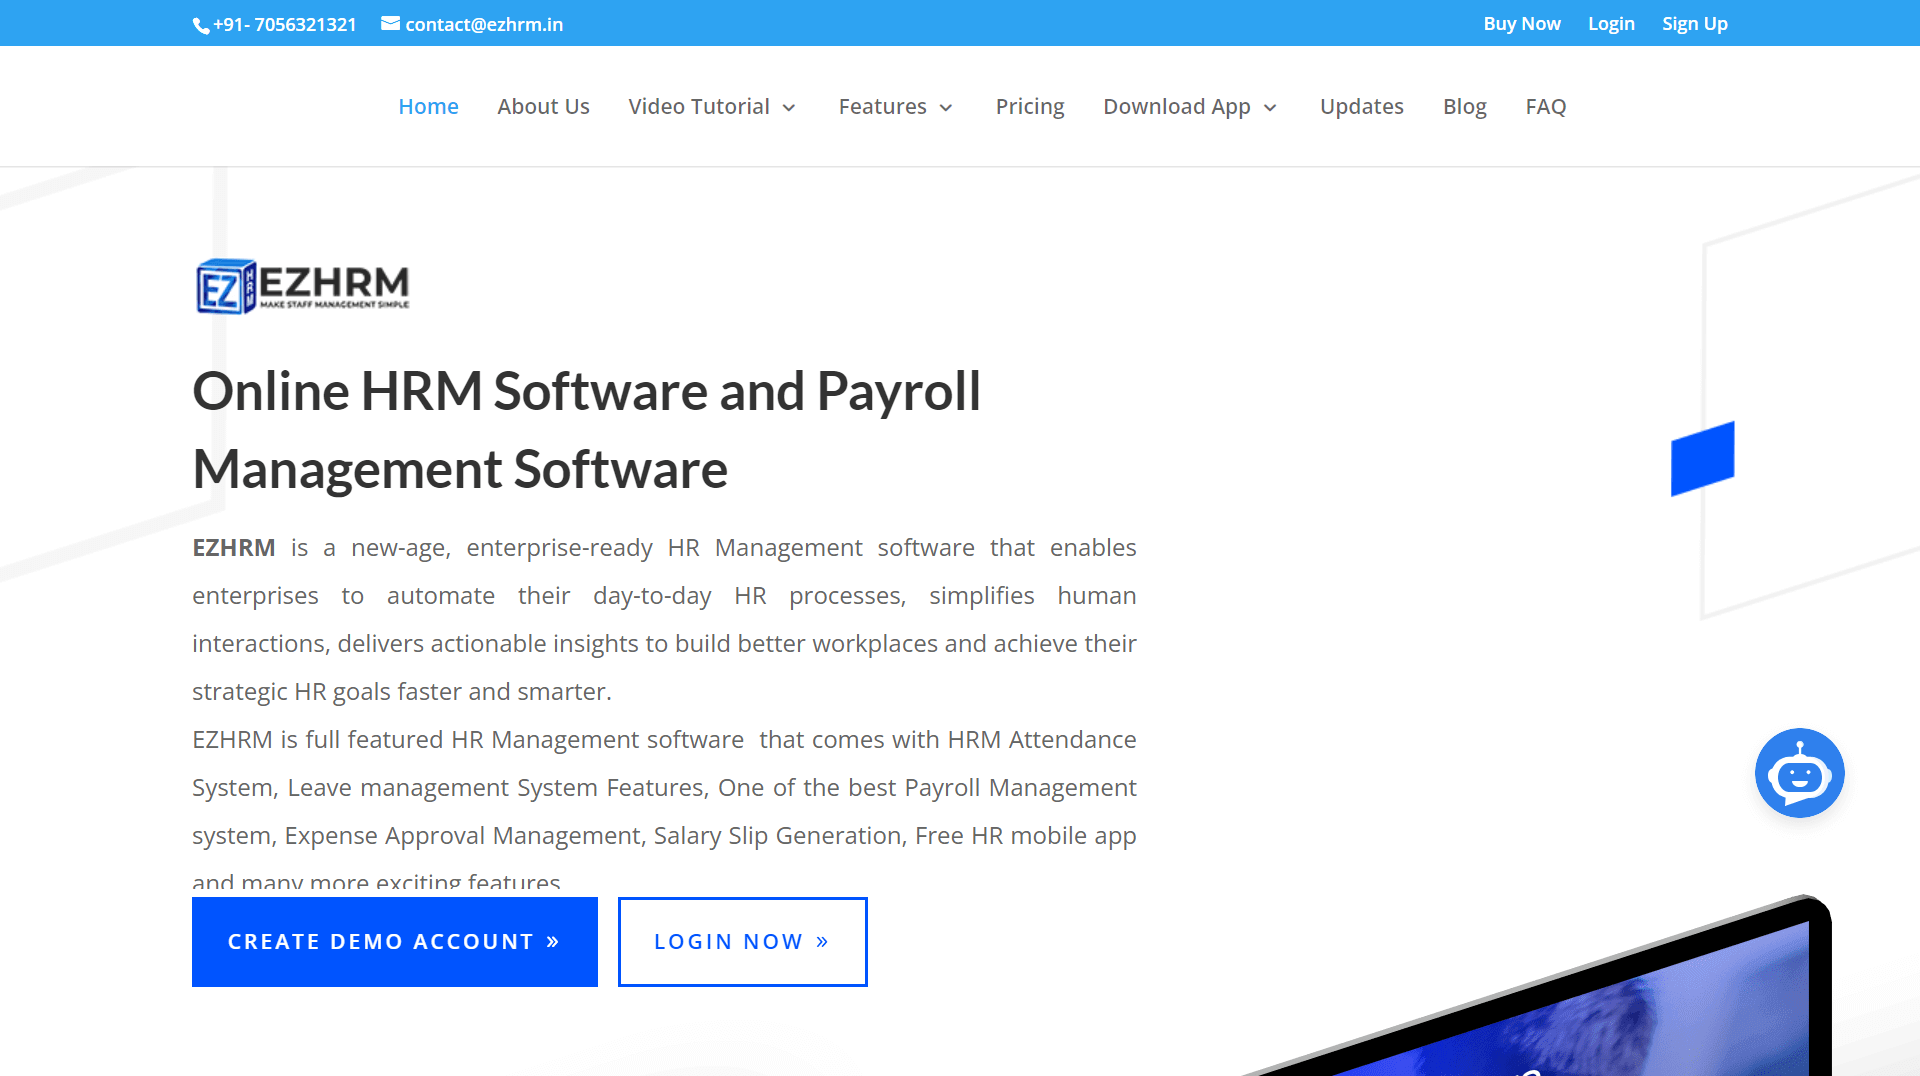 +91- 7056321321 contact@ezhrm.in Buy Now Login Sign Up
Home About Us Video Tutorial Features Pricing Download App Updates Blog FAQ
EZ HRM EZHRM
MAKE STAFF MANAGEMENT SIMPLE
Online HRM Software and Payroll
Management Software
EZHRM is a new-age, enterprise-ready HR Management software that enables
enterprises to automate their day-to-day HR processes, simplifies human
interactions, delivers actionable insights to build better workplaces and achieve their
strategic HR goals faster and smarter.
EZHRM is full featured HR Management software that comes with HRM Attendance
System, Leave management System Features, One of the best Payroll Management
system, Expense Approval Management, Salary Slip Generation, Free HR mobile app
and many more exciting features
CREATE DEMO ACCOUNT » LOGIN NOW »